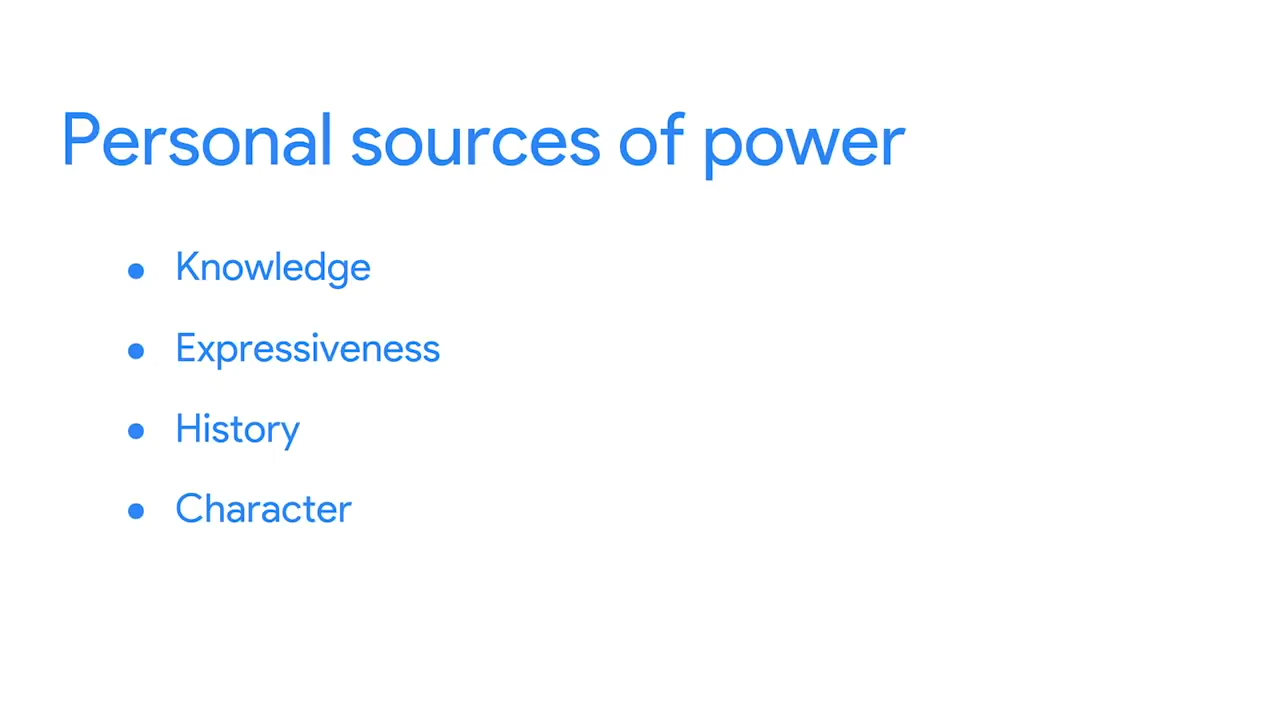 Personal sources of power
● Knowledge
● Expressiveness
● History
● Character